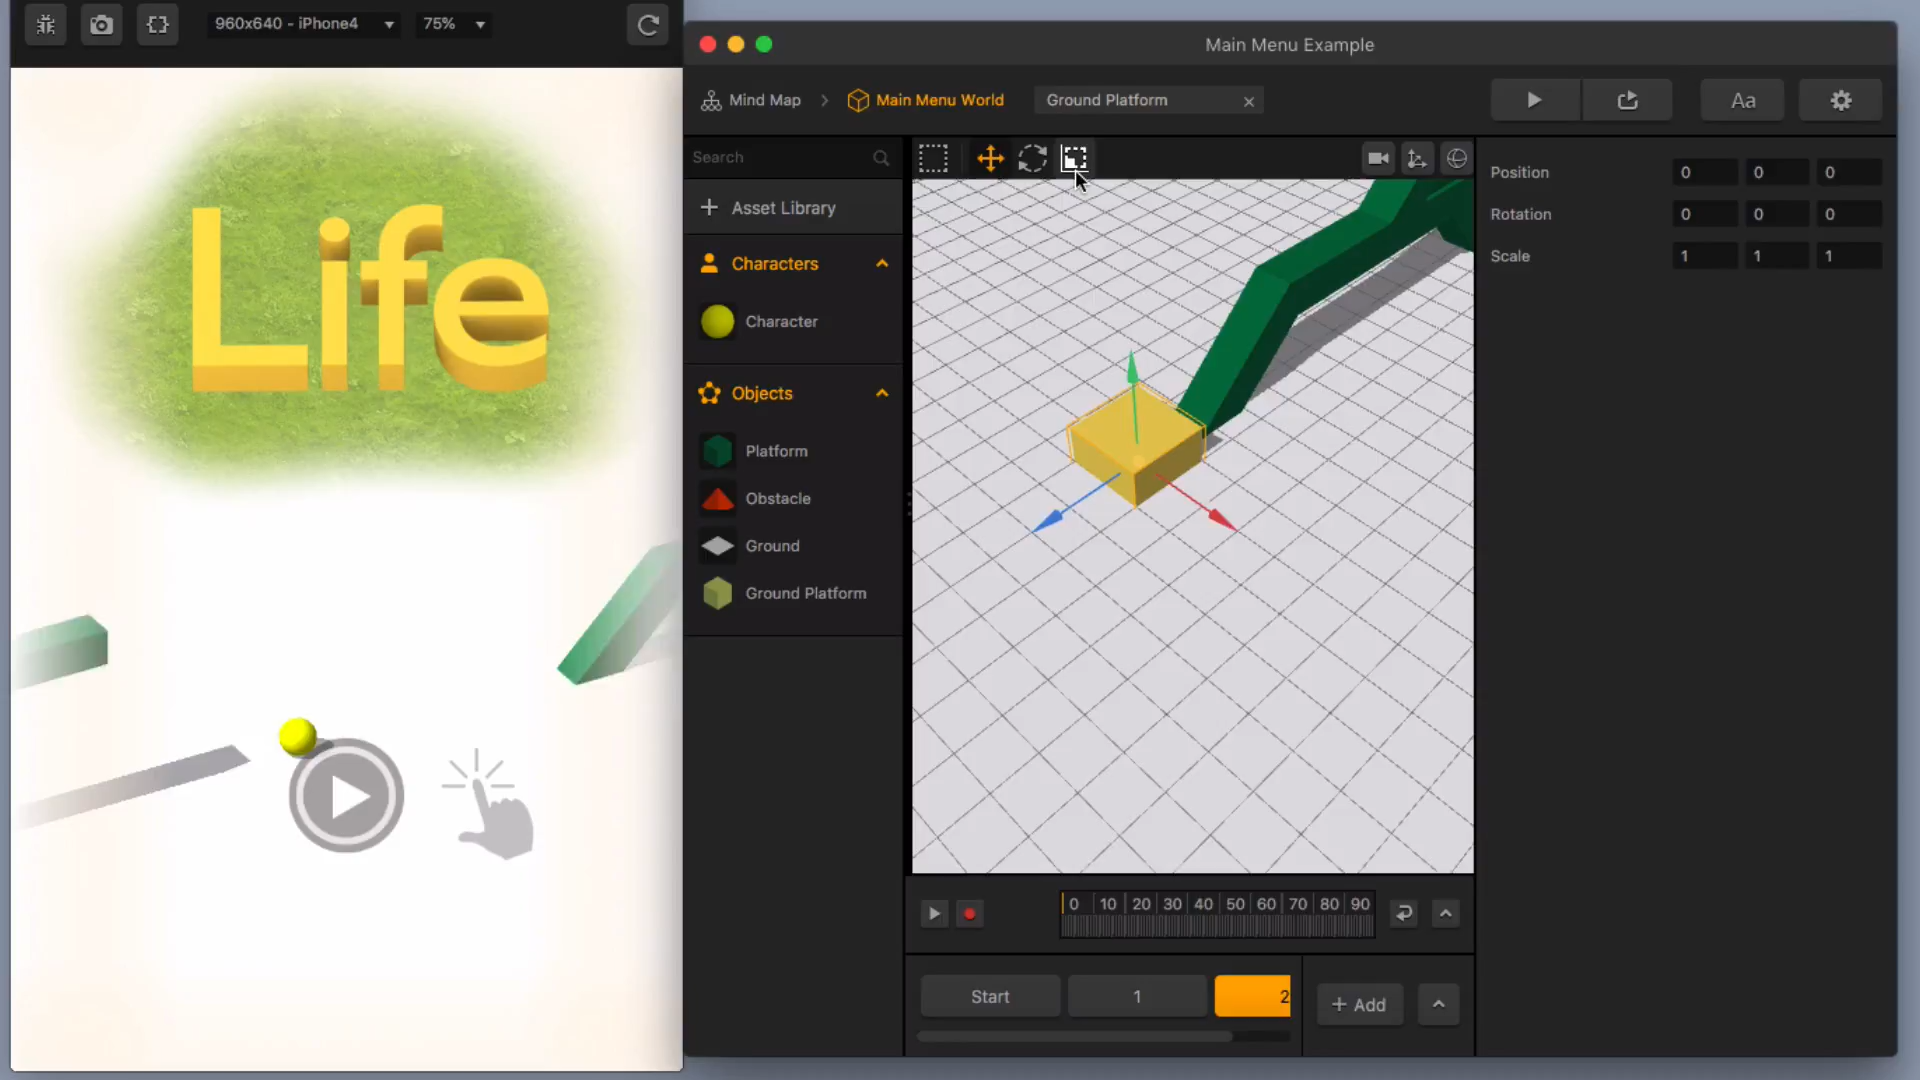 960x640 - iPhone4
75%
Life
Main Menu Example
Mind Map
Main Menu World
Ground Platform
Aa
Search
Asset Library
Characters
Character
Objects
Platform
Obstacle
Ground
Ground Platform
Position 0 0 0
Rotation 0 0 0
Scale 1 1 1
0 10 20 30 40 50 60 70 80 90
Start 1 2
+ Add